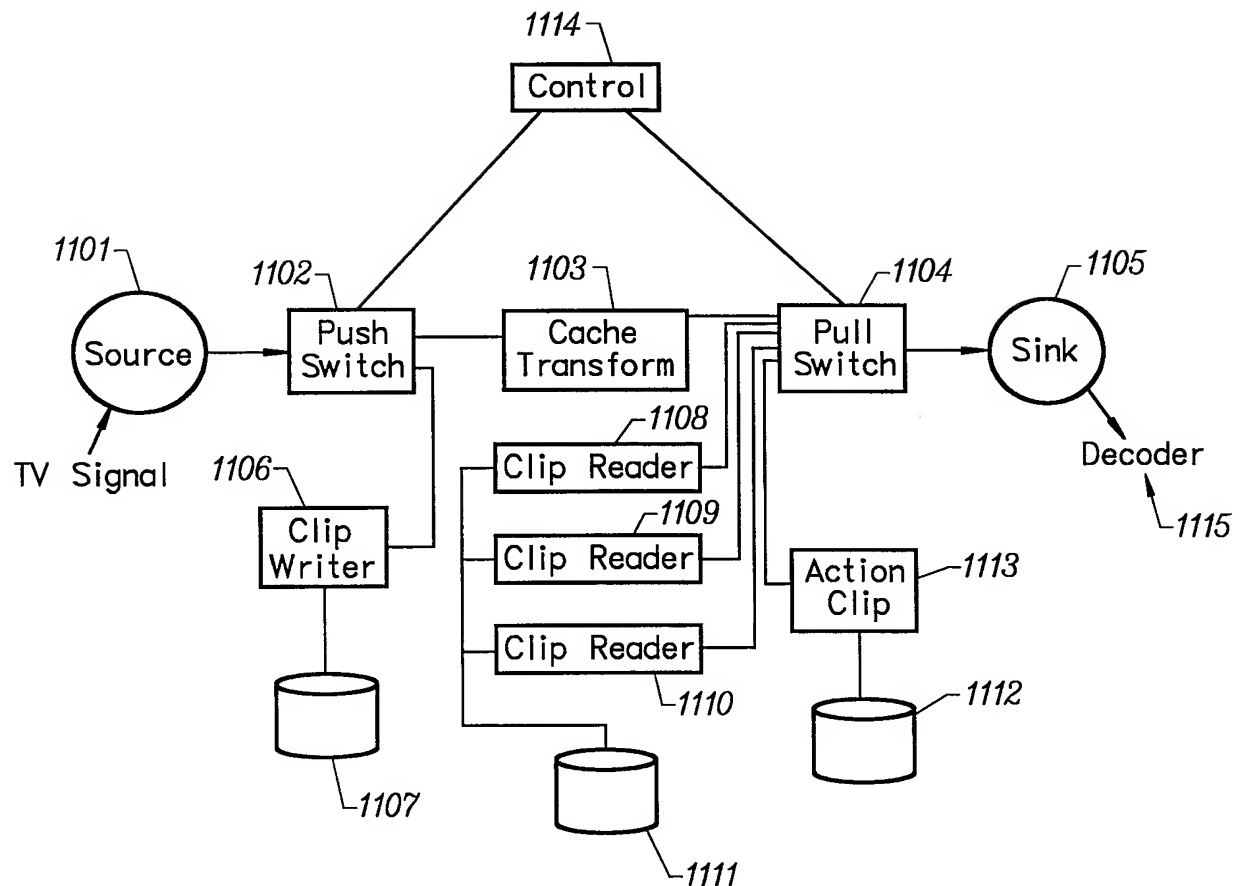 1114
Control
1101
1102
1103
1104
1105
Source
Push
Switch
Cache
Transform
Pull
Switch
Sink
TV Signal
1106
1108
Clip Reader
Decoder
1115
Clip
Writer
1109
Clip Reader
Action
Clip
1113
Clip Reader
1110
1112
1107
1111